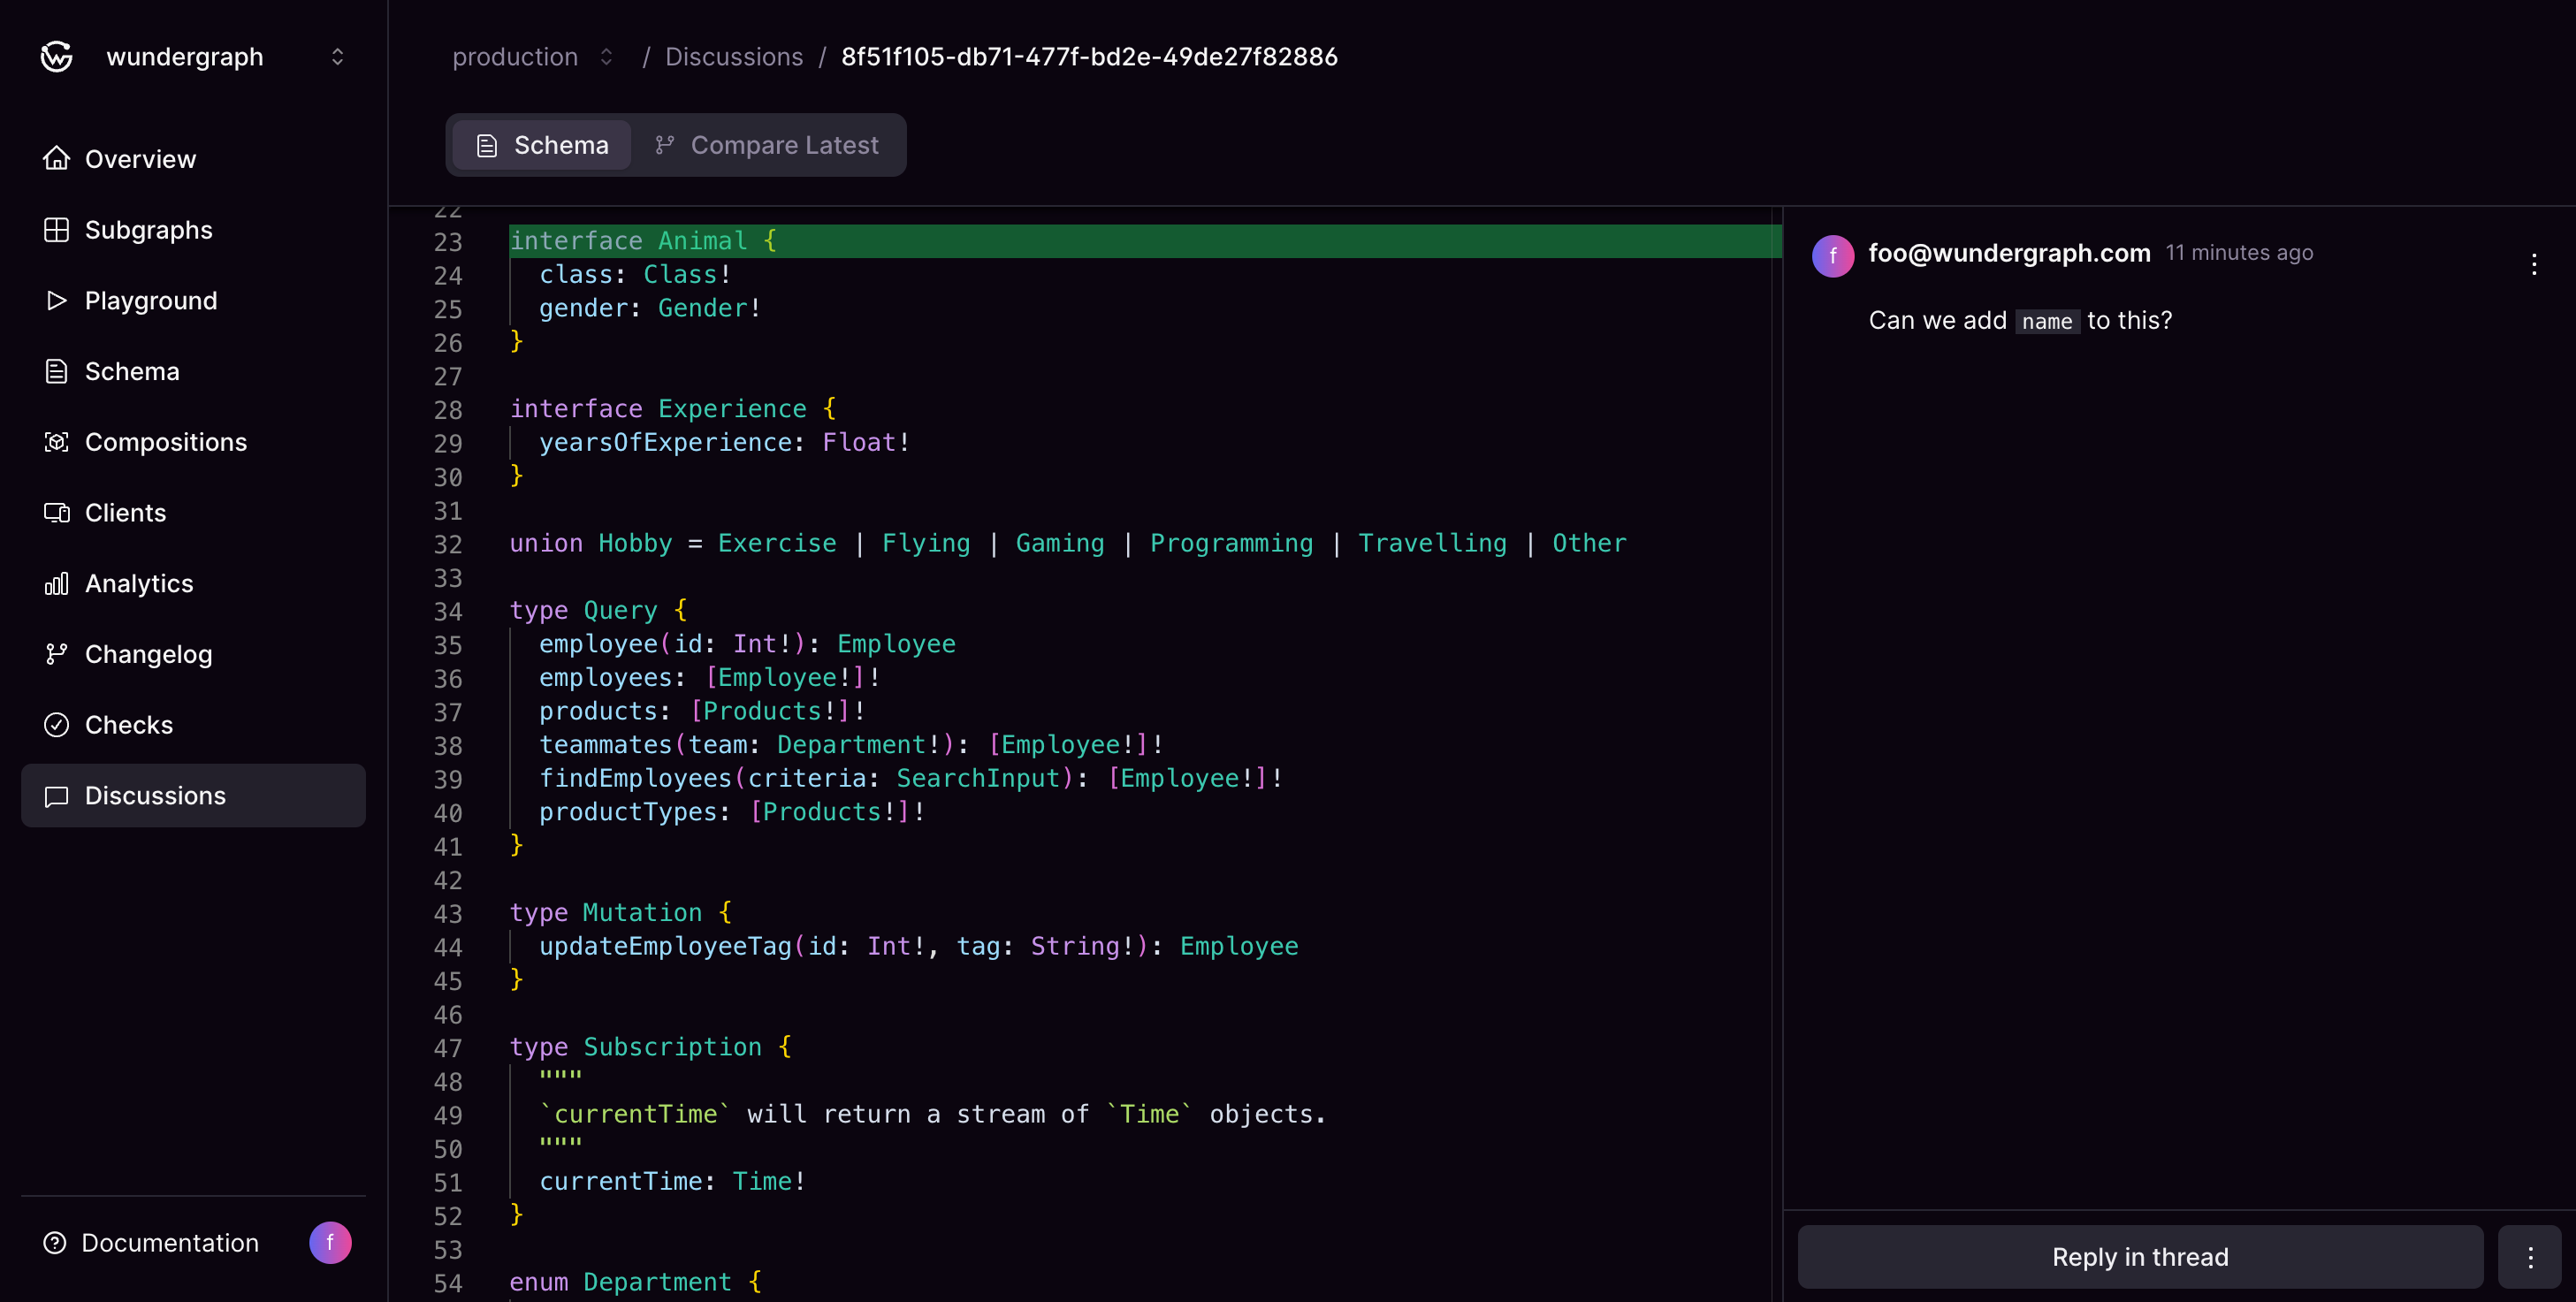 wundergraph
Overview
Subgraphs
Playground
Schema
Compositions
Clients
Analytics
Changelog
Checks
Discussions
Documentation
f
production / Discussions / 8f51f105-db71-477f-bd2e-49de27f82886
Schema
Compare Latest
22
23 interface Animal {
24 class: Class!
25 gender: Gender!
26 }
27
28 interface Experience {
29 yearsOfExperience: Float!
30 }
31
32 union Hobby = Exercise | Flying | Gaming | Programming | Travelling | Other
33
34 type Query {
35 employee(id: Int!): Employee
36 employees: [Employee!]!
37 products: [Products!]!
38 teammates(team: Department!): [Employee!]!
39 findEmployees(criteria: SearchInput): [Employee!]!
40 productTypes: [Products!]!
41 }
42
43 type Mutation {
44 updateEmployeeTag(id: Int!, tag: String!): Employee
45 }
46
47 type Subscription {
48 """
49 `currentTime` will return a stream of `Time` objects.
50 """
51 currentTime: Time!
52 }
53
54 enum Department {
f foo@wundergraph.com 11 minutes ago
Can we add name to this?
Reply in thread